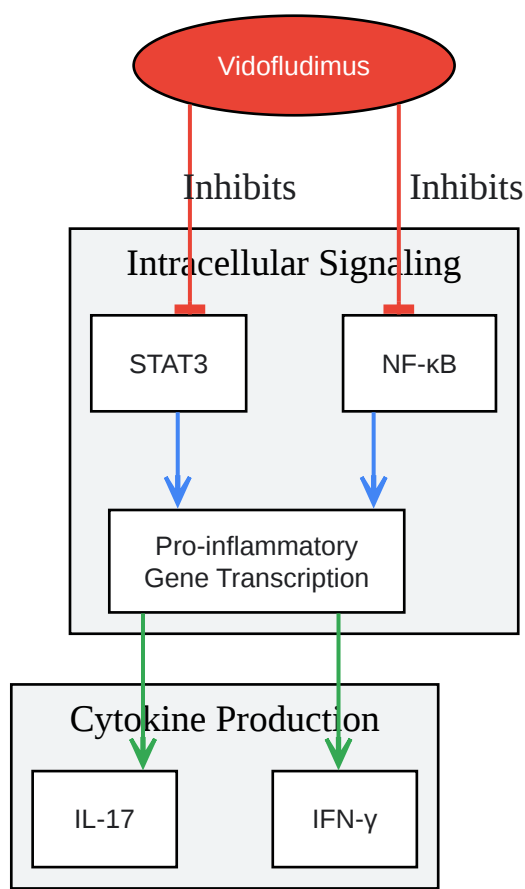 Vidofludimus
Inhibits
Inhibits
Intracellular Signaling
STAT3
NF-κB
Pro-inflammatory
Gene Transcription
Cytokine Production
IL-17
IFN-γ